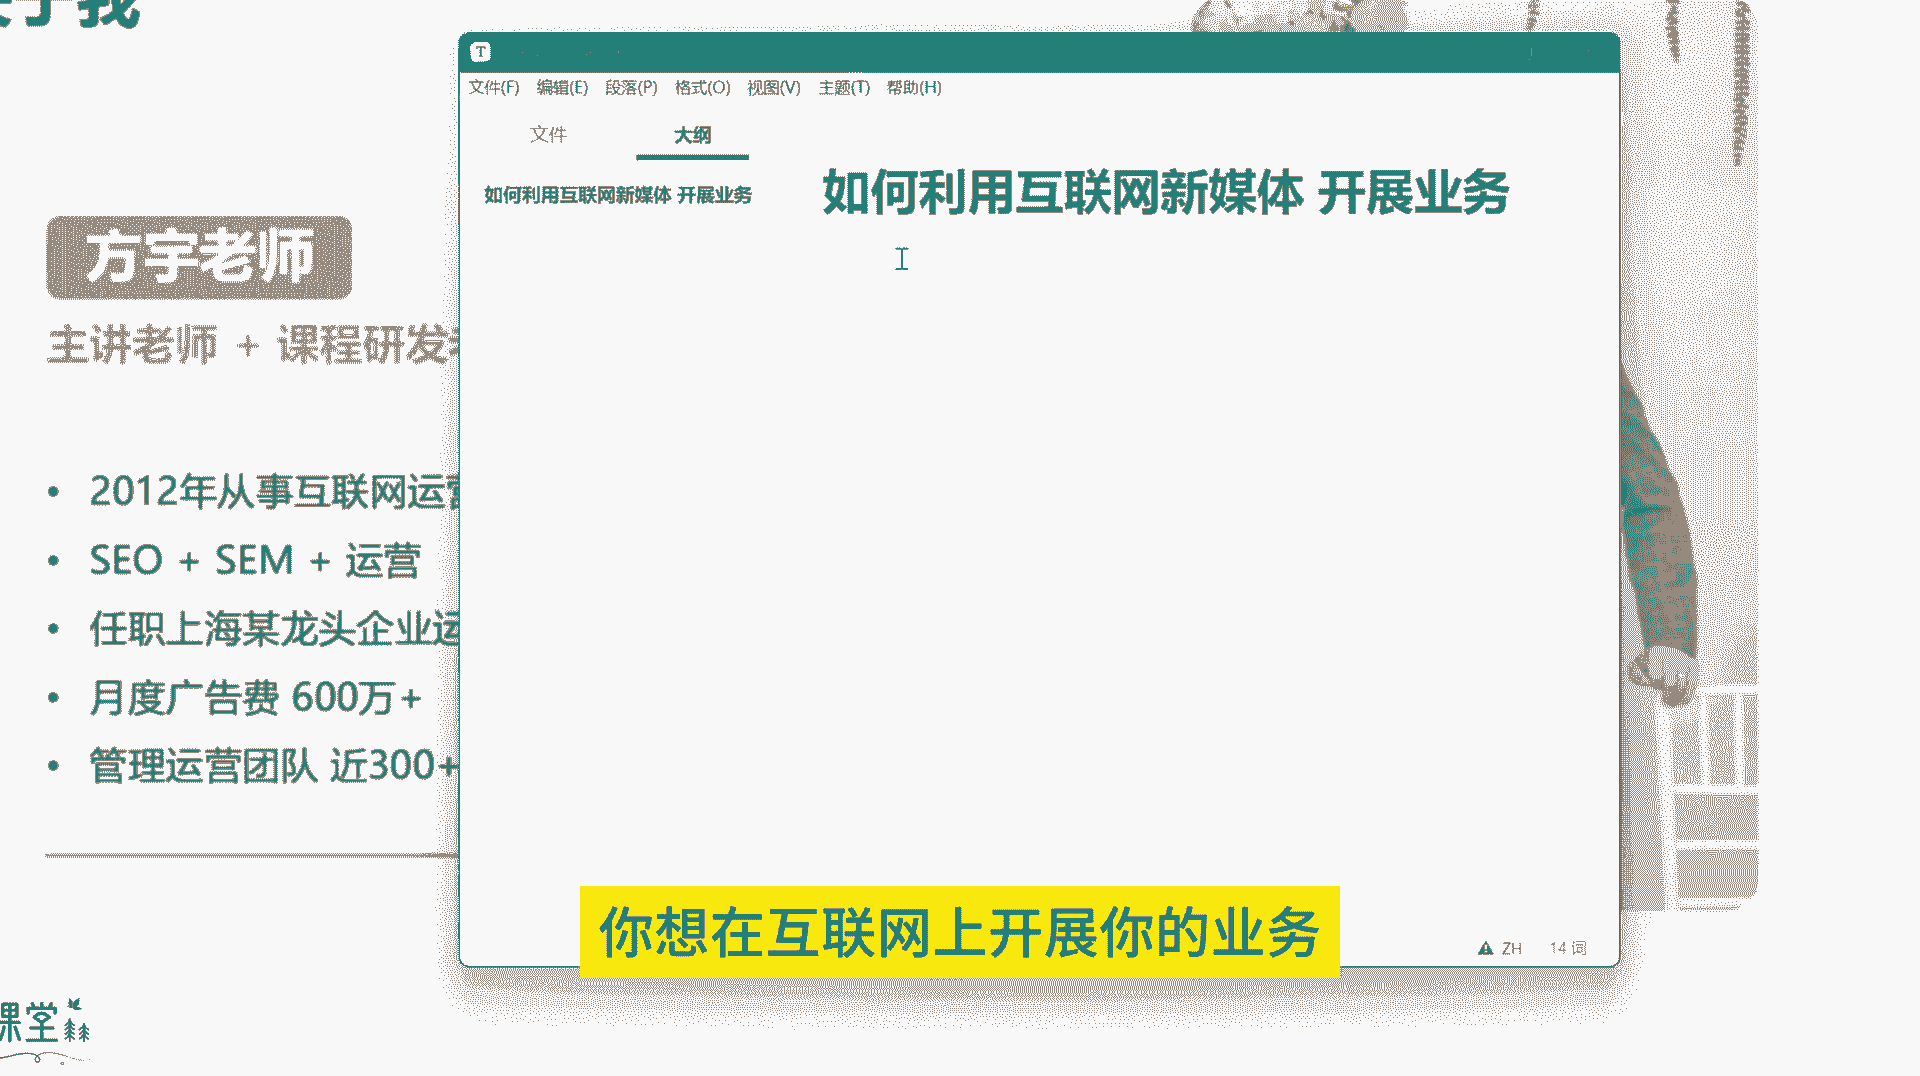 于我
方宇老师
主讲老师 + 课程研发
2012年从事互联网运营
SEO + SEM + 运营
任职上海某龙头企业运
月度广告费 600万+
管理运营团队 近300+
课堂
T
文件(F) 编辑(E) 段落(P) 格式(O) 视图(V) 主题(T) 帮助(H)
文件 大纲
如何利用互联网新媒体 开展业务
如何利用互联网新媒体 开展业务
ZH 14 词
你想在互联网上开展你的业务